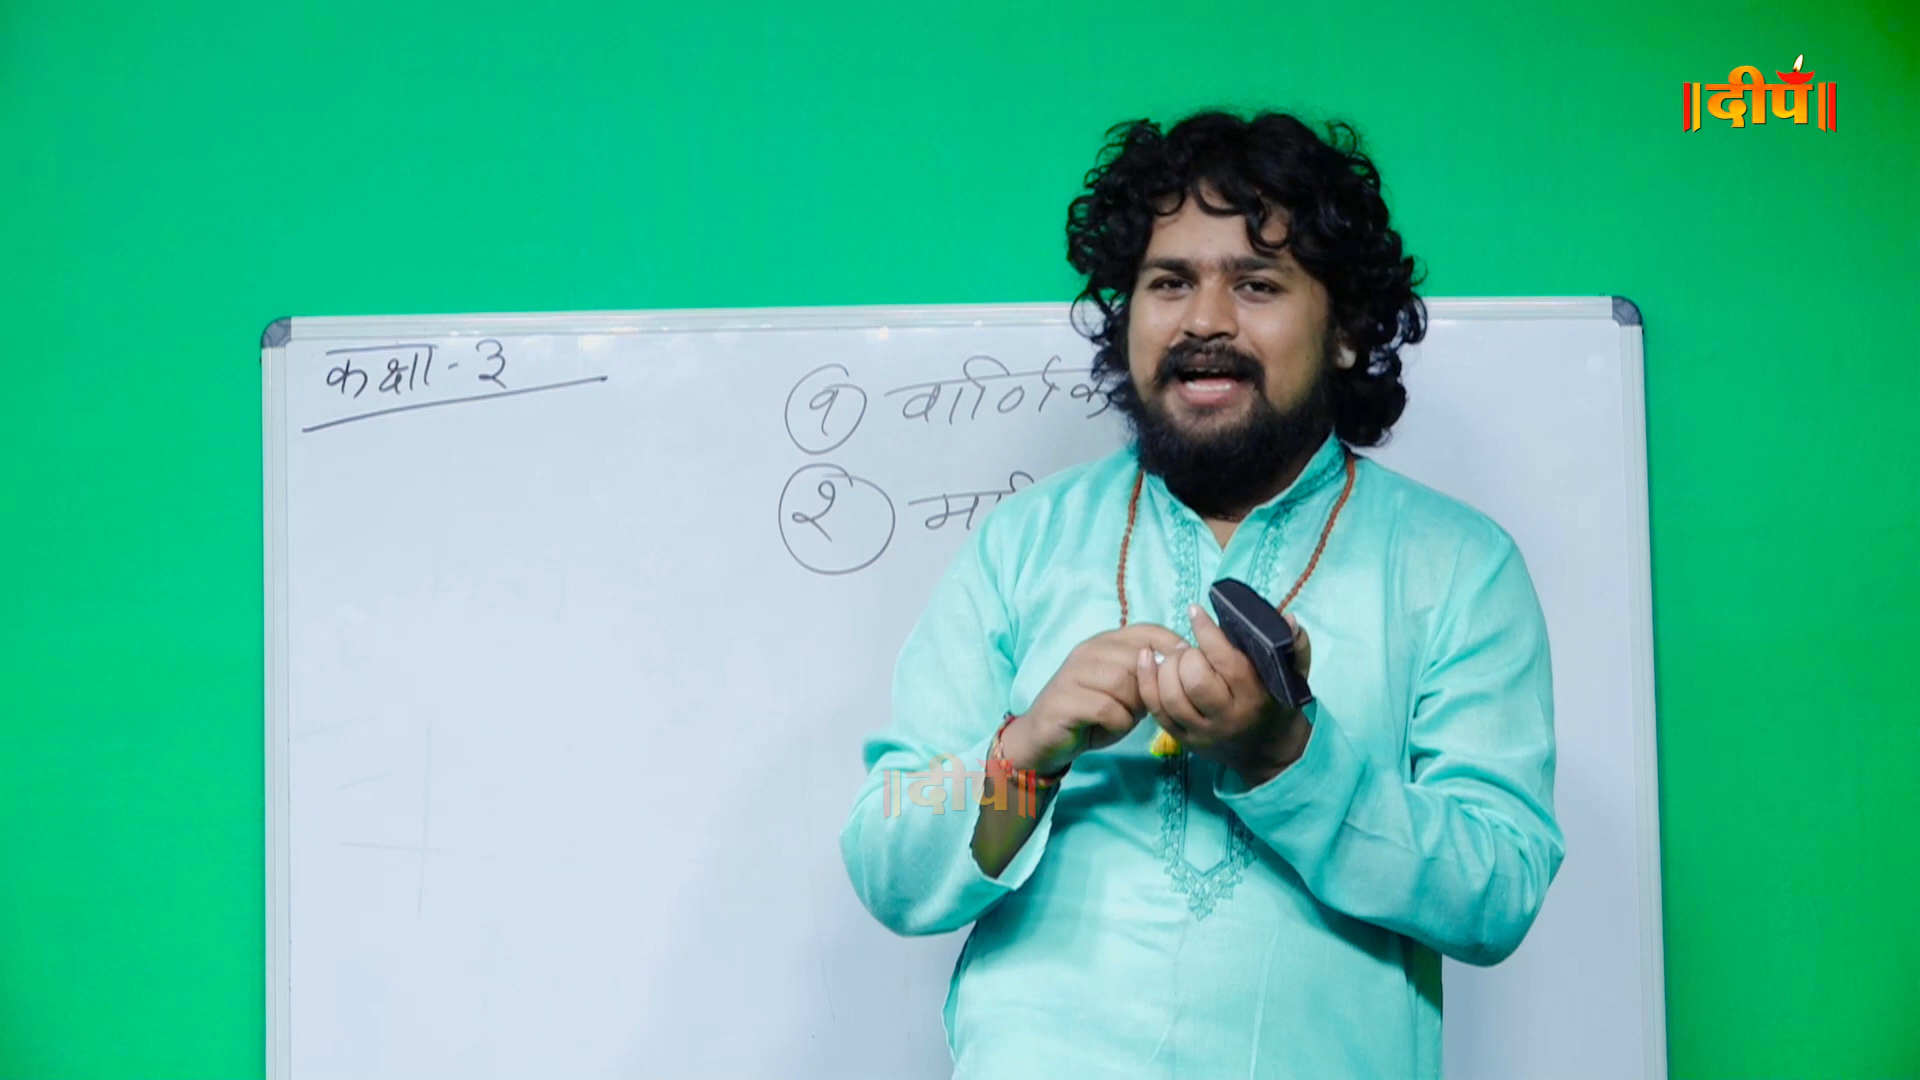 ॥दीप॥
कक्षा - ३
१ वार्णिक
२
॥दीप॥